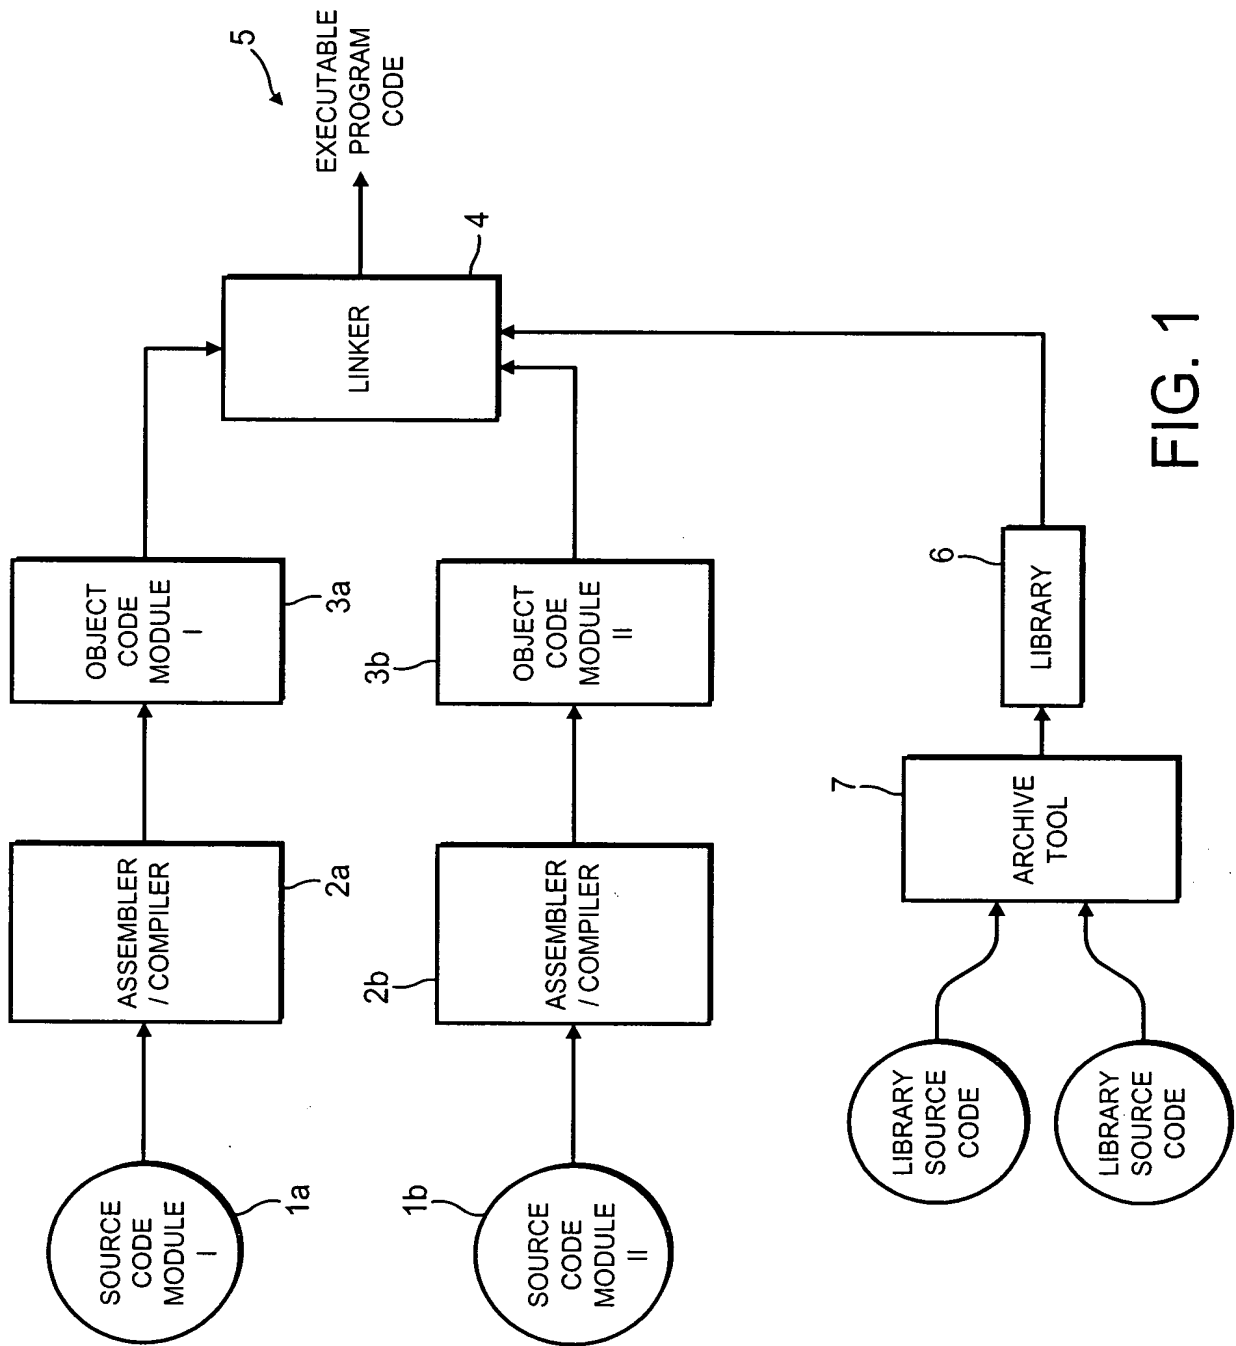 SOURCE
CODE
MODULE
I
1a
ASSEMBLER
/ COMPILER
2a
OBJECT
CODE
MODULE
I
3a
SOURCE
CODE
MODULE
II
1b
ASSEMBLER
/ COMPILER
2b
OBJECT
CODE
MODULE
II
3b
LINKER
4
EXECUTABLE
PROGRAM
CODE
5
LIBRARY
SOURCE
CODE
LIBRARY
SOURCE
CODE
ARCHIVE
TOOL
7
LIBRARY
6
FIG. 1